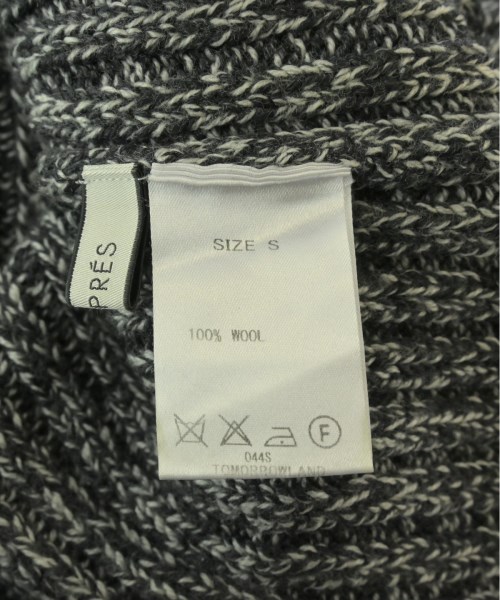 PRÉS
SIZE S
100% WOOL
F
044S
TOMORROWLAND